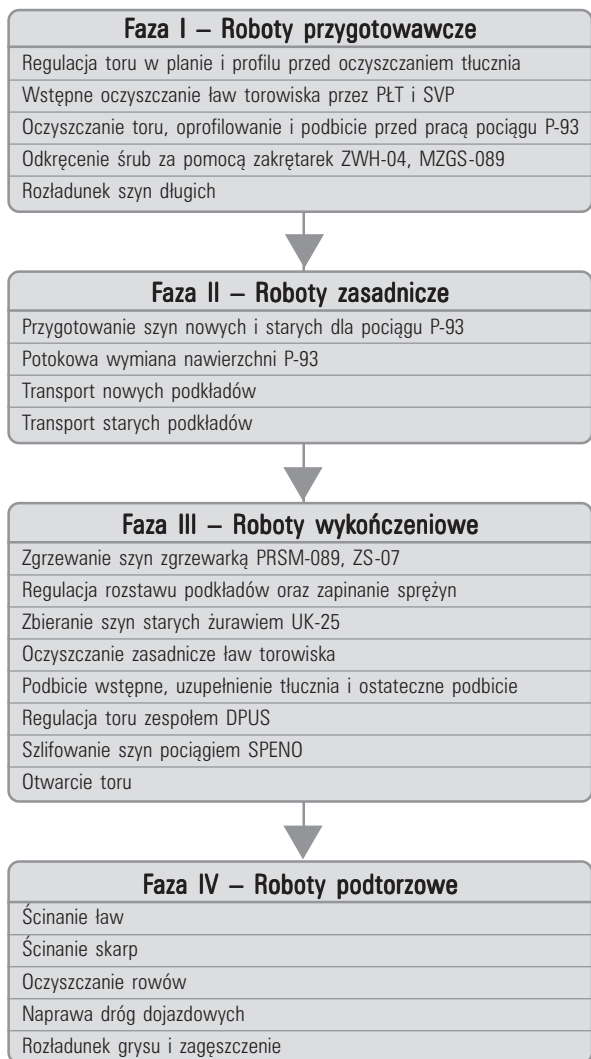 Faza I – Roboty przygotowawcze
Regulacja toru w planie i profilu przed oczyszczaniem tłucznia
Wstępne oczyszczanie ław torowiska przez PŁT i SVP
Oczyszczanie toru, oprofilowanie i podbicie przed pracą pociągu P-93
Odkręcenie śrub za pomocą zakrętarek ZWH-04, MZGS-089
Rozładunek szyn długich
Faza II – Roboty zasadnicze
Przygotowanie szyn nowych i starych dla pociągu P-93
Potokowa wymiana nawierzchni P-93
Transport nowych podkładów
Transport starych podkładów
Faza III – Roboty wykończeniowe
Zgrzewanie szyn zgrzewarką PRSM-089, ZS-07
Regulacja rozstawu podkładów oraz zapinanie sprężyn
Zbieranie szyn starych żurawiem UK-25
Oczyszczanie zasadnicze ław torowiska
Podbicie wstępne, uzupełnienie tłucznia i ostateczne podbicie
Regulacja toru zespołem DPUS
Szlifowanie szyn pociągiem SPENO
Otwarcie toru
Faza IV – Roboty podtorzowe
Ścinanie ław
Ścinanie skarp
Oczyszczanie rowów
Naprawa dróg dojazdowych
Rozładunek grysu i zagęszczenie